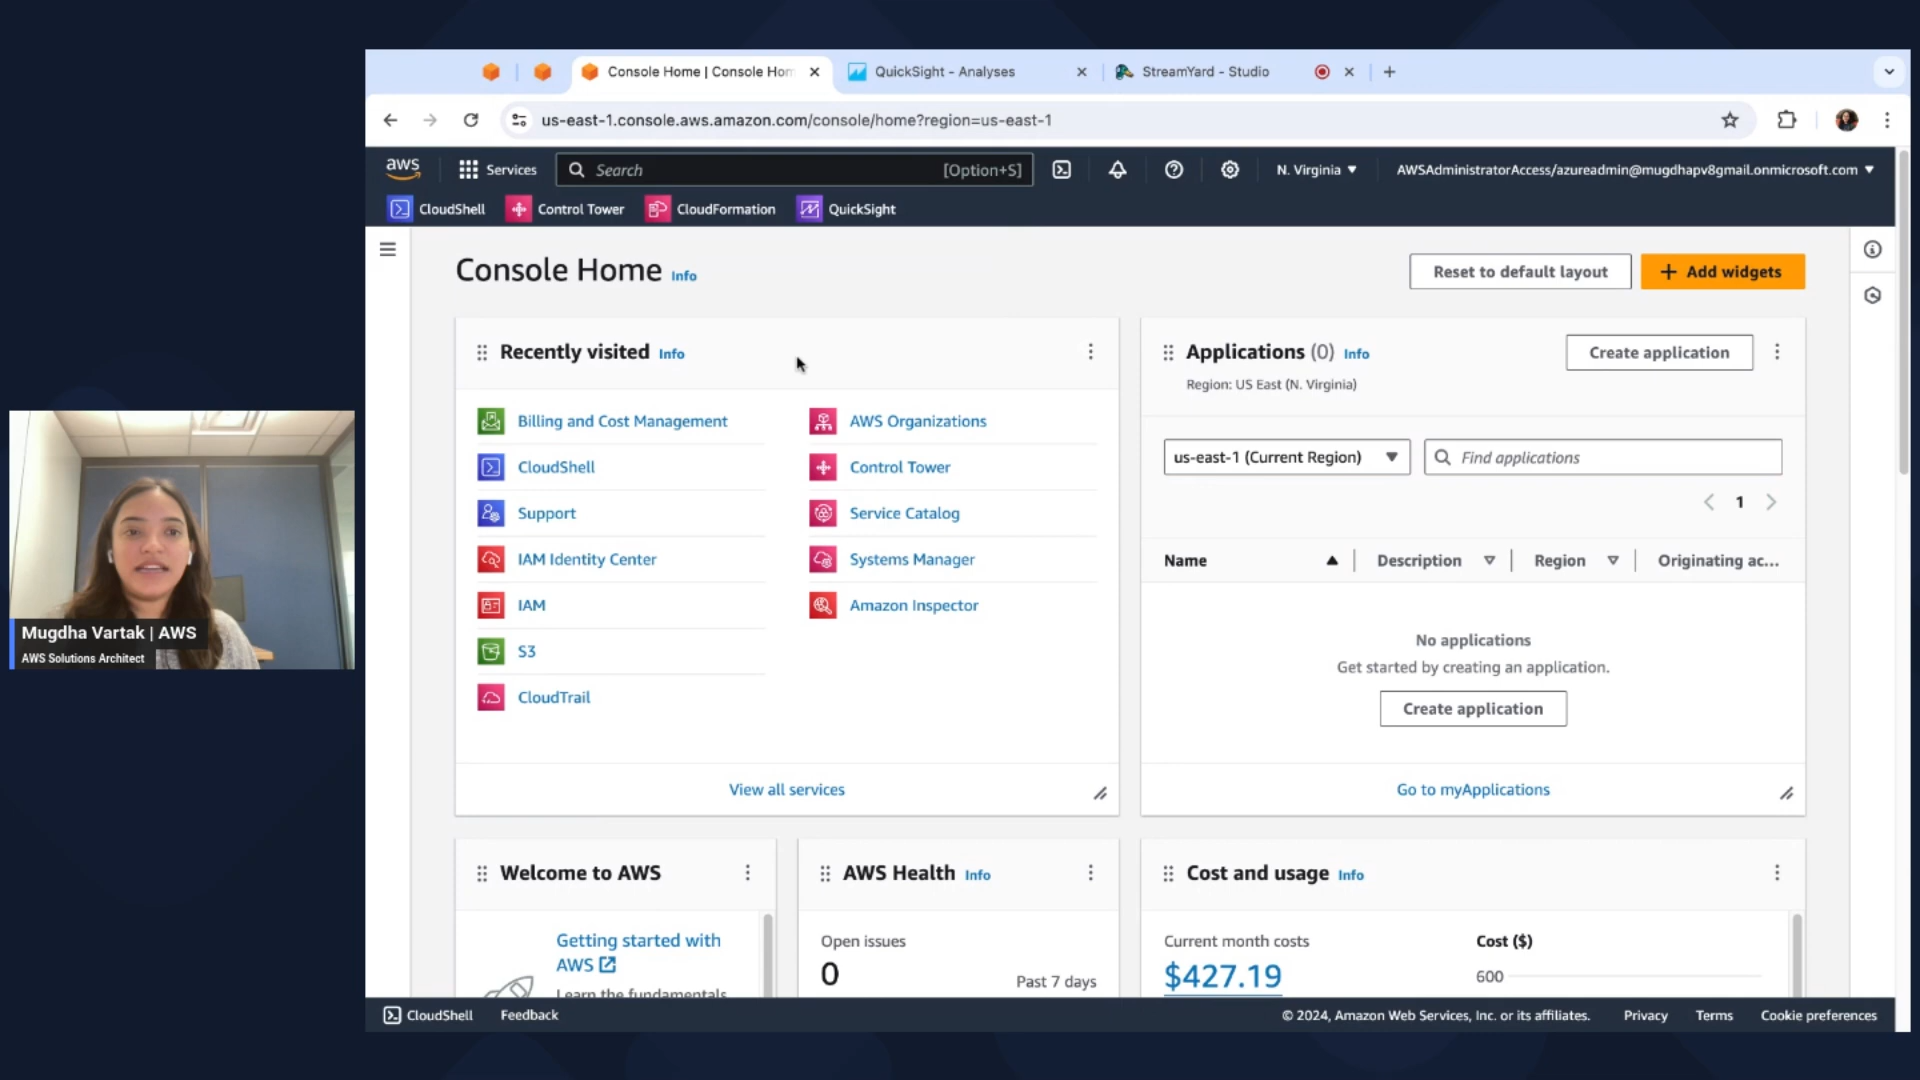 Console Home | Console Hom
QuickSight - Analyses
StreamYard - Studio
us-east-1.console.aws.amazon.com/console/home?region=us-east-1
aws
Services
Search
[Option+S]
N. Virginia
AWSAdministratorAccess/azureadmin@mugdhapv8gmail.onmicrosoft.com
CloudShell
Control Tower
CloudFormation
QuickSight
Console Home Info
Reset to default layout
+ Add widgets
Recently visited Info
Billing and Cost Management
CloudShell
Support
IAM Identity Center
IAM
S3
CloudTrail
AWS Organizations
Control Tower
Service Catalog
Systems Manager
Amazon Inspector
View all services
Applications (0) Info
Region: US East (N. Virginia)
Create application
us-east-1 (Current Region)
Find applications
1
Name
Description
Region
Originating ac...
No applications
Get started by creating an application.
Create application
Go to myApplications
Mugdha Vartak | AWS
AWS Solutions Architect
Welcome to AWS
Getting started with
AWS
Learn the fundamentals
AWS Health Info
Open issues
0
Past 7 days
Cost and usage Info
Current month costs
$427.19
Cost ($)
600
CloudShell
Feedback
© 2024, Amazon Web Services, Inc. or its affiliates.
Privacy
Terms
Cookie preferences